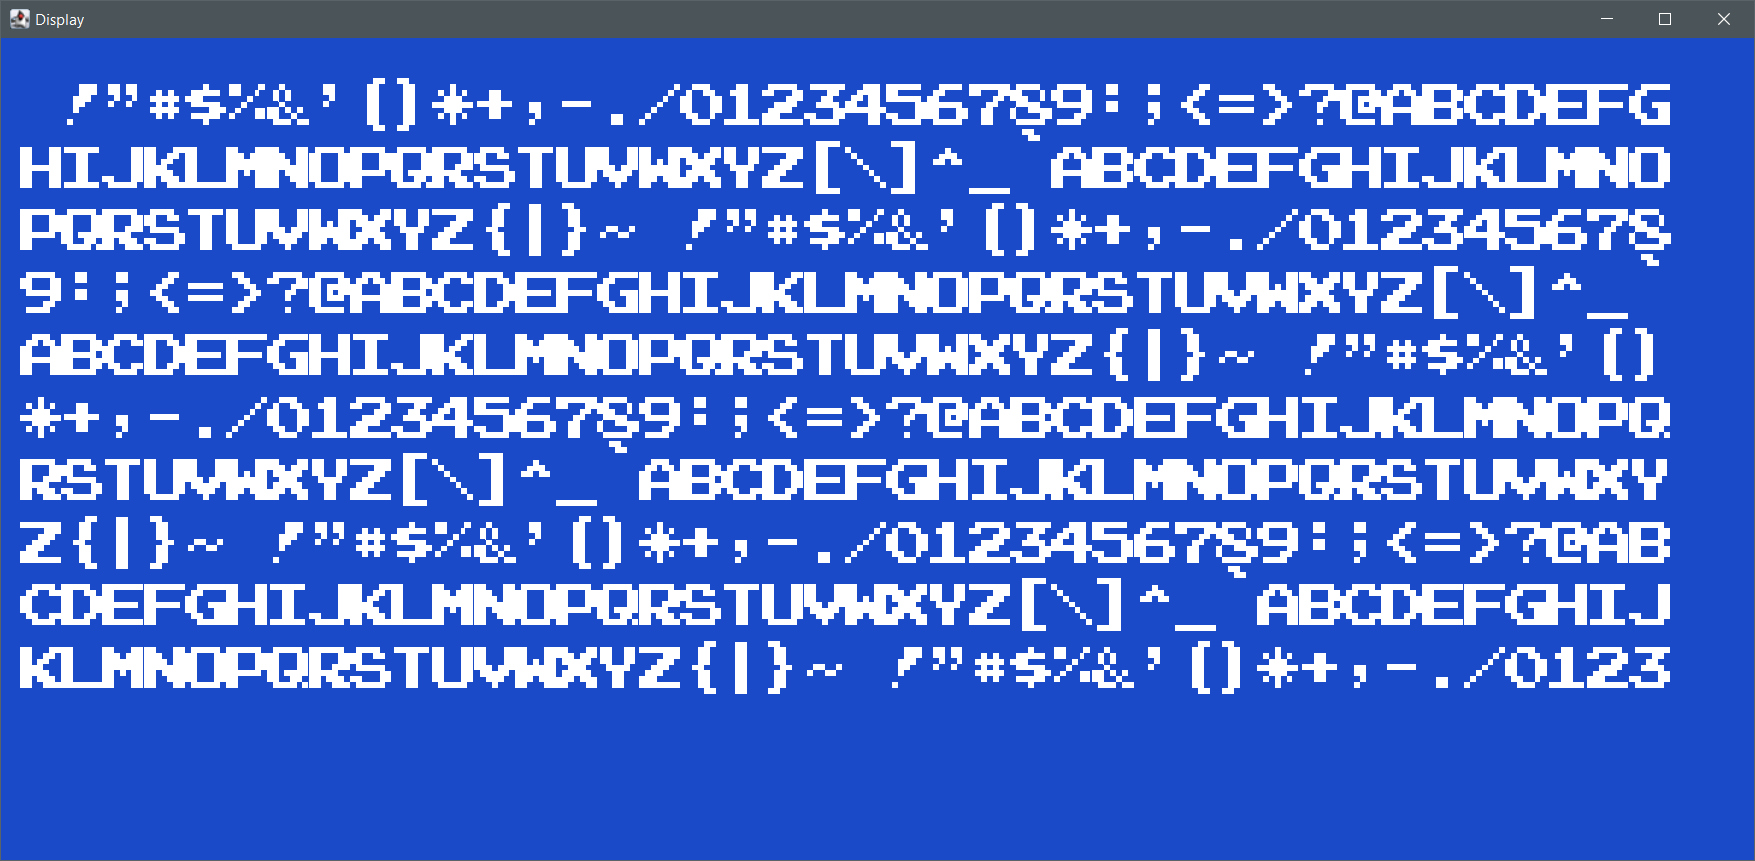 !"#$%&'()*+,-./0123456789:;<=>?@ABCDEFG
HIJKLMNOPQRSTUVWXYZ[\]^_ ABCDEFGHIJKLMNO
PQRSTUVWXYZ{|}~ !"#$%&'()*+,-./012345678
9:;<=>?@ABCDEFGHIJKLMNOPQRSTUVWXYZ[\]^_
ABCDEFGHIJKLMNOPQRSTUVWXYZ{|}~ !"#$%&'()
*+,-./0123456789:;<=>?@ABCDEFGHIJKLMNOPQ
RSTUVWXYZ[\]^_ ABCDEFGHIJKLMNOPQRSTUVWXY
Z{|}~ !"#$%&'()*+,-./0123456789:;<=>?@AB
CDEFGHIJKLMNOPQRSTUVWXYZ[\]^_ ABCDEFGHIJ
KLMNOPQRSTUVWXYZ{|}~ !"#$%&'()*+,-./0123
Display